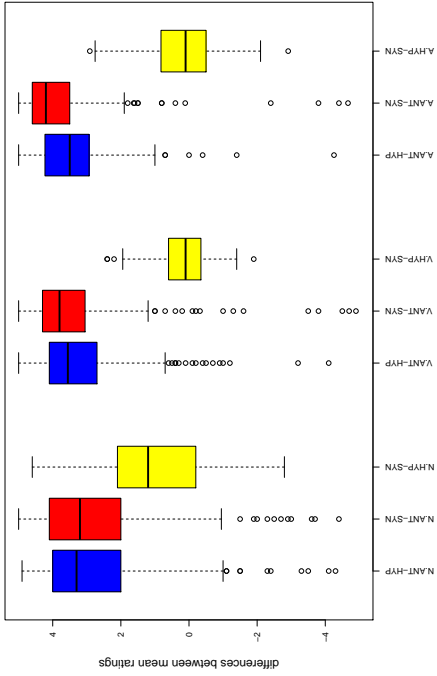 A.HYP−SYN
A.ANT−SYN
A.ANT−HYP
V.HYP−SYN
V.ANT−SYN
V.ANT−HYP
N.HYP−SYN
N.ANT−SYN
N.ANT−HYP
4
2
0
−2
−4
differences between mean ratings